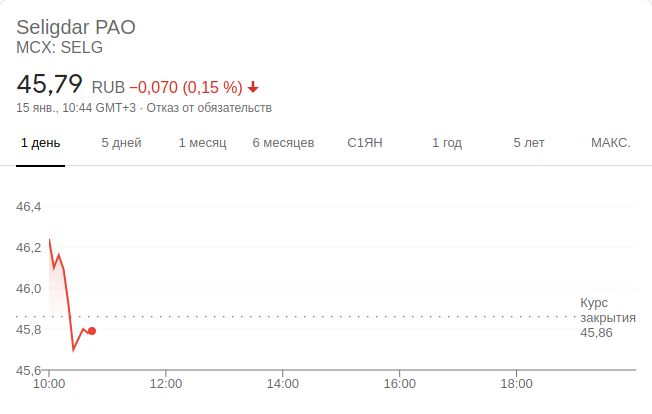 Seligdar PAO
MCX: SELG
45,79 RUB −0,070 (0,15 %)
15 янв., 10:44 GMT+3 · Отказ от обязательств
1 день 5 дней 1 месяц 6 месяцев С1ЯН 1 год 5 лет МАКС.
46,4
46,2
46,0
Курс
закрытия
45,86
45,8
45,6
10:00 12:00 14:00 16:00 18:00